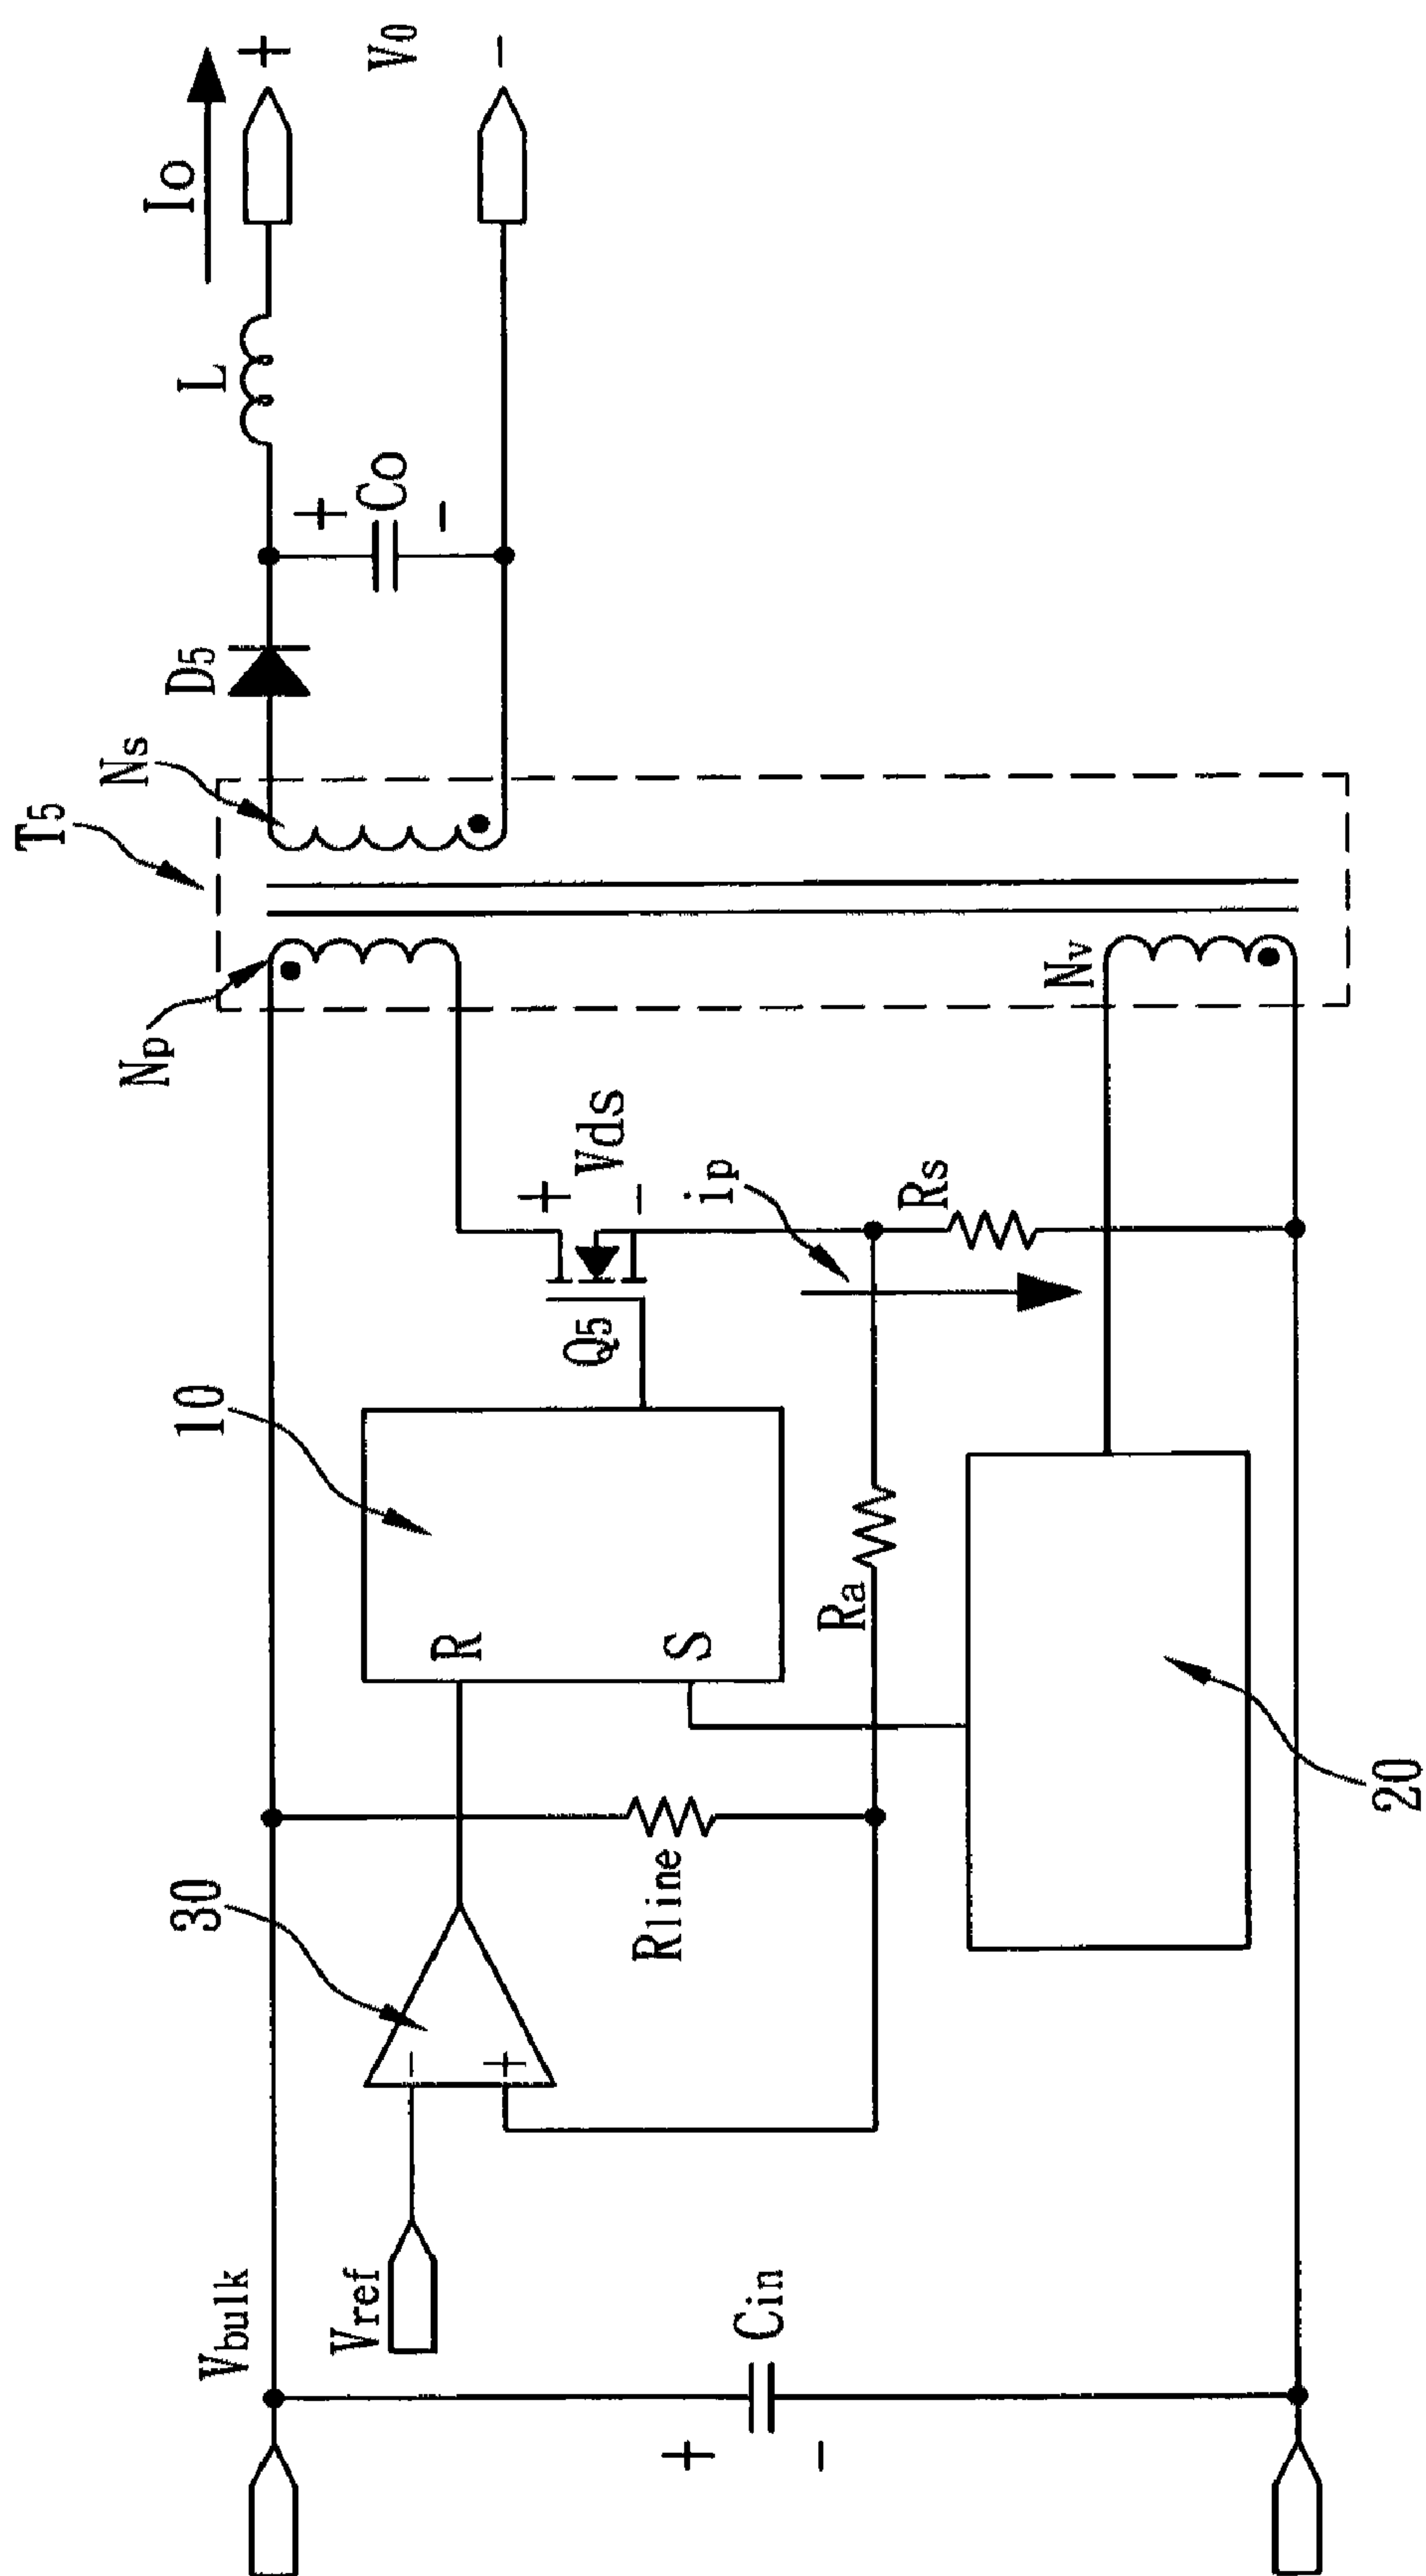 T5
Np
Ns
D5
L
Io
+
V0
-
+
Co
-
10
30
Vbulk
Vref
-
+
R
S
Q5
+
Vds
-
ip
Rs
Ra
Rline
Nv
Cin
+
-
20